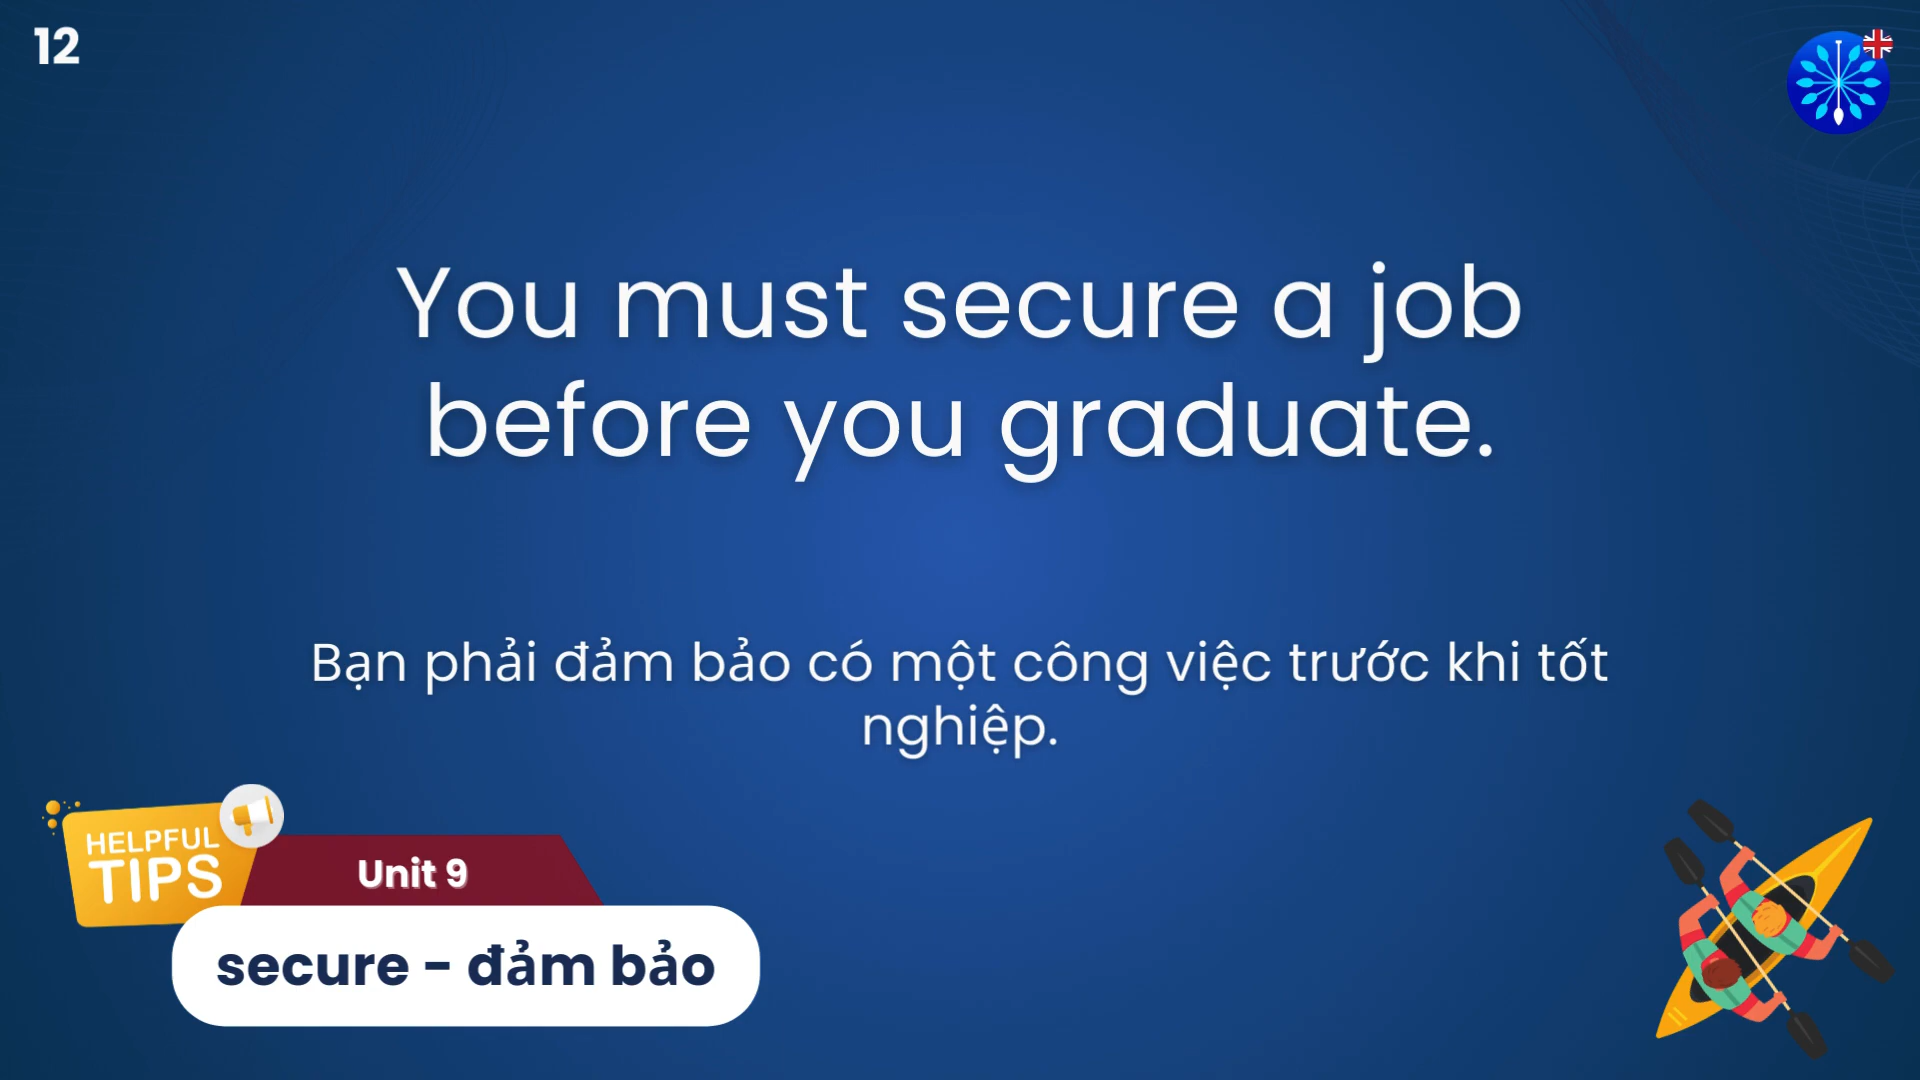 12
You must secure a job
before you graduate.
Bạn phải đảm bảo có một công việc trước khi tốt
nghiệp.
HELPFUL
TIPS
Unit 9
secure - đảm bảo